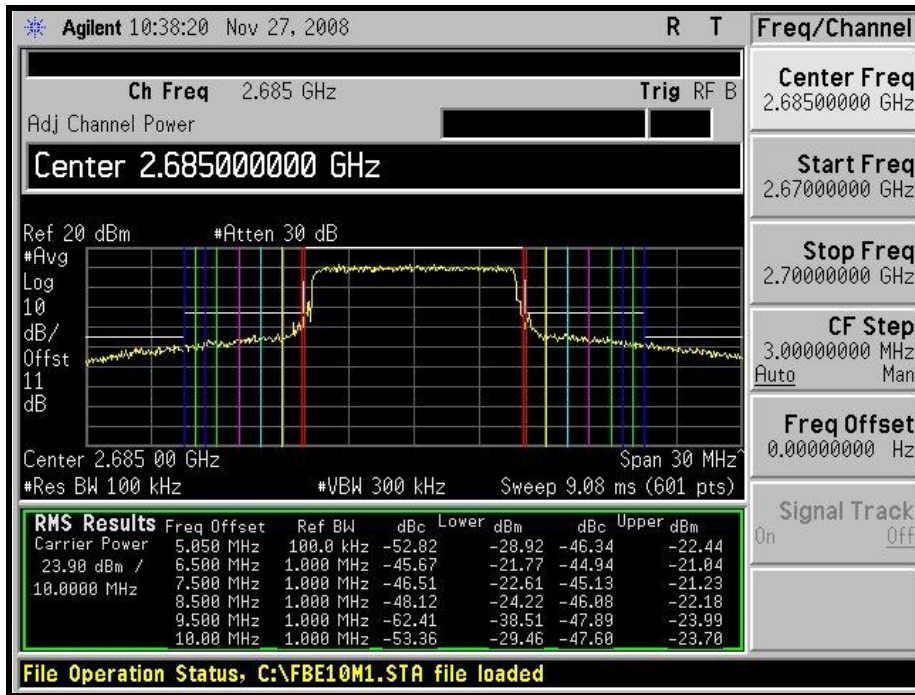 Agilent 10:38:20 Nov 27, 2008 R T
Freq/Channel
Ch Freq 2.685 GHz Trig RF B
Adj Channel Power
Center 2.685000000 GHz
Ref 20 dBm #Atten 30 dB
#Avg
Log
10
dB/
Offst
11
dB
Center 2.685 00 GHz Span 30 MHz^
#Res BW 100 kHz #VBW 300 kHz Sweep 9.08 ms (601 pts)
RMS Results Freq Offset Ref BW dBc Lower dBm dBc Upper dBm
Carrier Power 5.050 MHz 100.0 kHz -52.82 -28.92 -46.34 -22.44
23.90 dBm / 6.500 MHz 1.000 MHz -45.67 -21.77 -44.94 -21.04
10.0000 MHz 7.500 MHz 1.000 MHz -46.51 -22.61 -45.13 -21.23
8.500 MHz 1.000 MHz -48.12 -24.22 -46.08 -22.18
9.500 MHz 1.000 MHz -62.41 -38.51 -47.89 -23.99
10.00 MHz 1.000 MHz -53.36 -29.46 -47.60 -23.70
File Operation Status, C:\FBE10M1.STA file loaded
Center Freq
2.68500000 GHz
Start Freq
2.67000000 GHz
Stop Freq
2.70000000 GHz
CF Step
3.00000000 MHz
Auto Man
Freq Offset
0.00000000 Hz
Signal Track
On Off